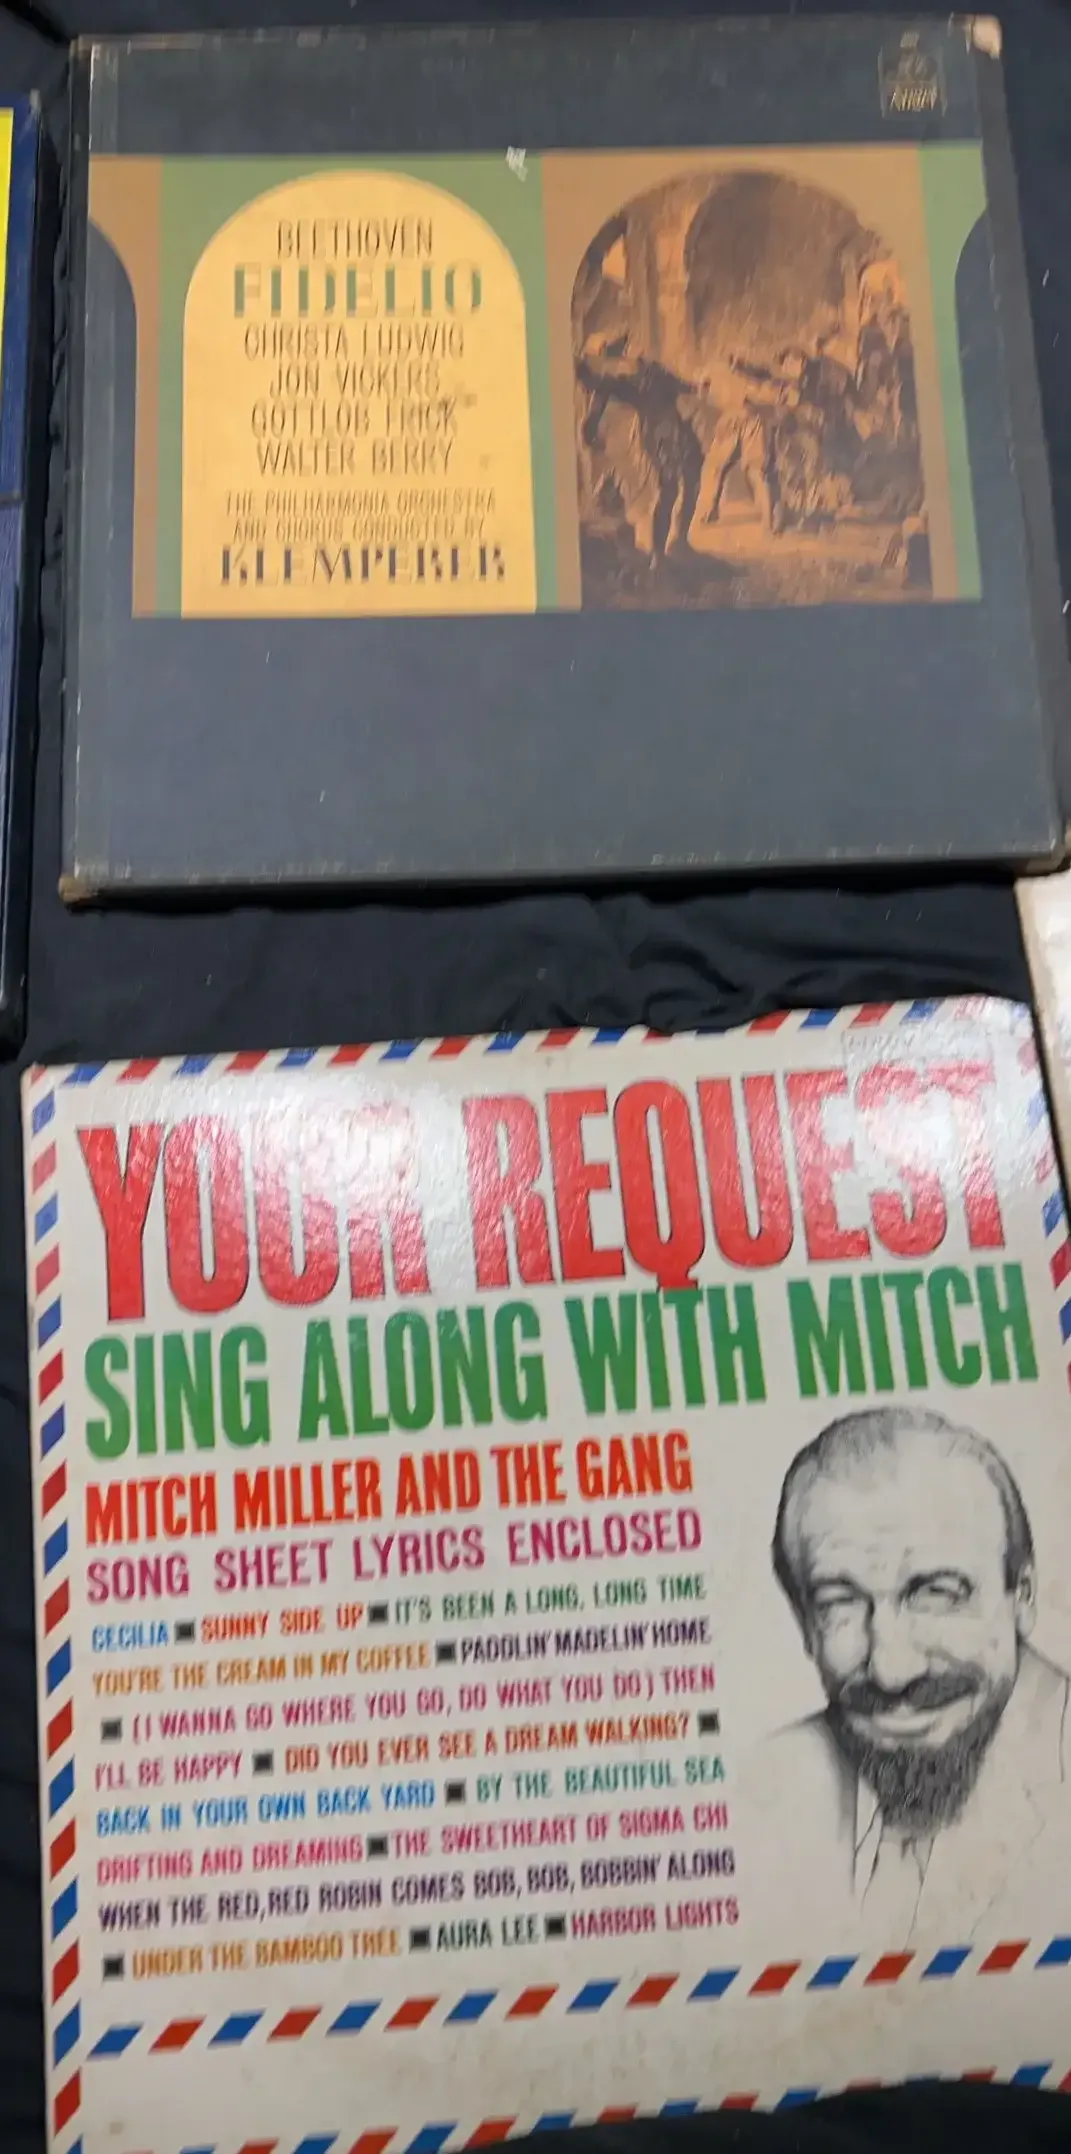 BEETHOVEN
FIDELIO
CHRISTA LUDWIG
JON VICKERS
GOTTLOB FRICK
WALTER BERRY
THE PHILHARMONIA ORCHESTRA
AND CHORUS CONDUCTED BY
KLEMPERER
YOUR REQUEST
SING ALONG WITH MITCH
MITCH MILLER AND THE GANG
SONG SHEET LYRICS ENCLOSED
CECILIA ■ SUNNY SIDE UP ■ IT'S BEEN A LONG, LONG TIME
YOU'RE THE CREAM IN MY COFFEE ■ PADDLIN' MADELIN' HOME
■ (I WANNA GO WHERE YOU GO, DO WHAT YOU DO) THEN
I'LL BE HAPPY ■ DID YOU EVER SEE A DREAM WALKING? ■
BACK IN YOUR OWN BACK YARD ■ BY THE BEAUTIFUL SEA
DRIFTING AND DREAMING ■ THE SWEETHEART OF SIGMA CHI
WHEN THE RED, RED ROBIN COMES BOB, BOB, BOBBIN' ALONG
■ UNDER THE BAMBOO TREE ■ AURA LEE ■ HARBOR LIGHTS